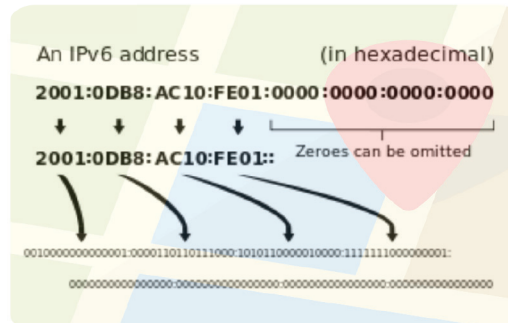 An IPv6 address (in hexadecimal)
2001:0DB8:AC10:FE01:0000:0000:0000:0000
2001:0DB8:AC10:FE01::
Zeroes can be omitted
0010000000000001:0000110110111000:1010110000010000:1111111000000001:
0000000000000000:0000000000000000:0000000000000000:0000000000000000